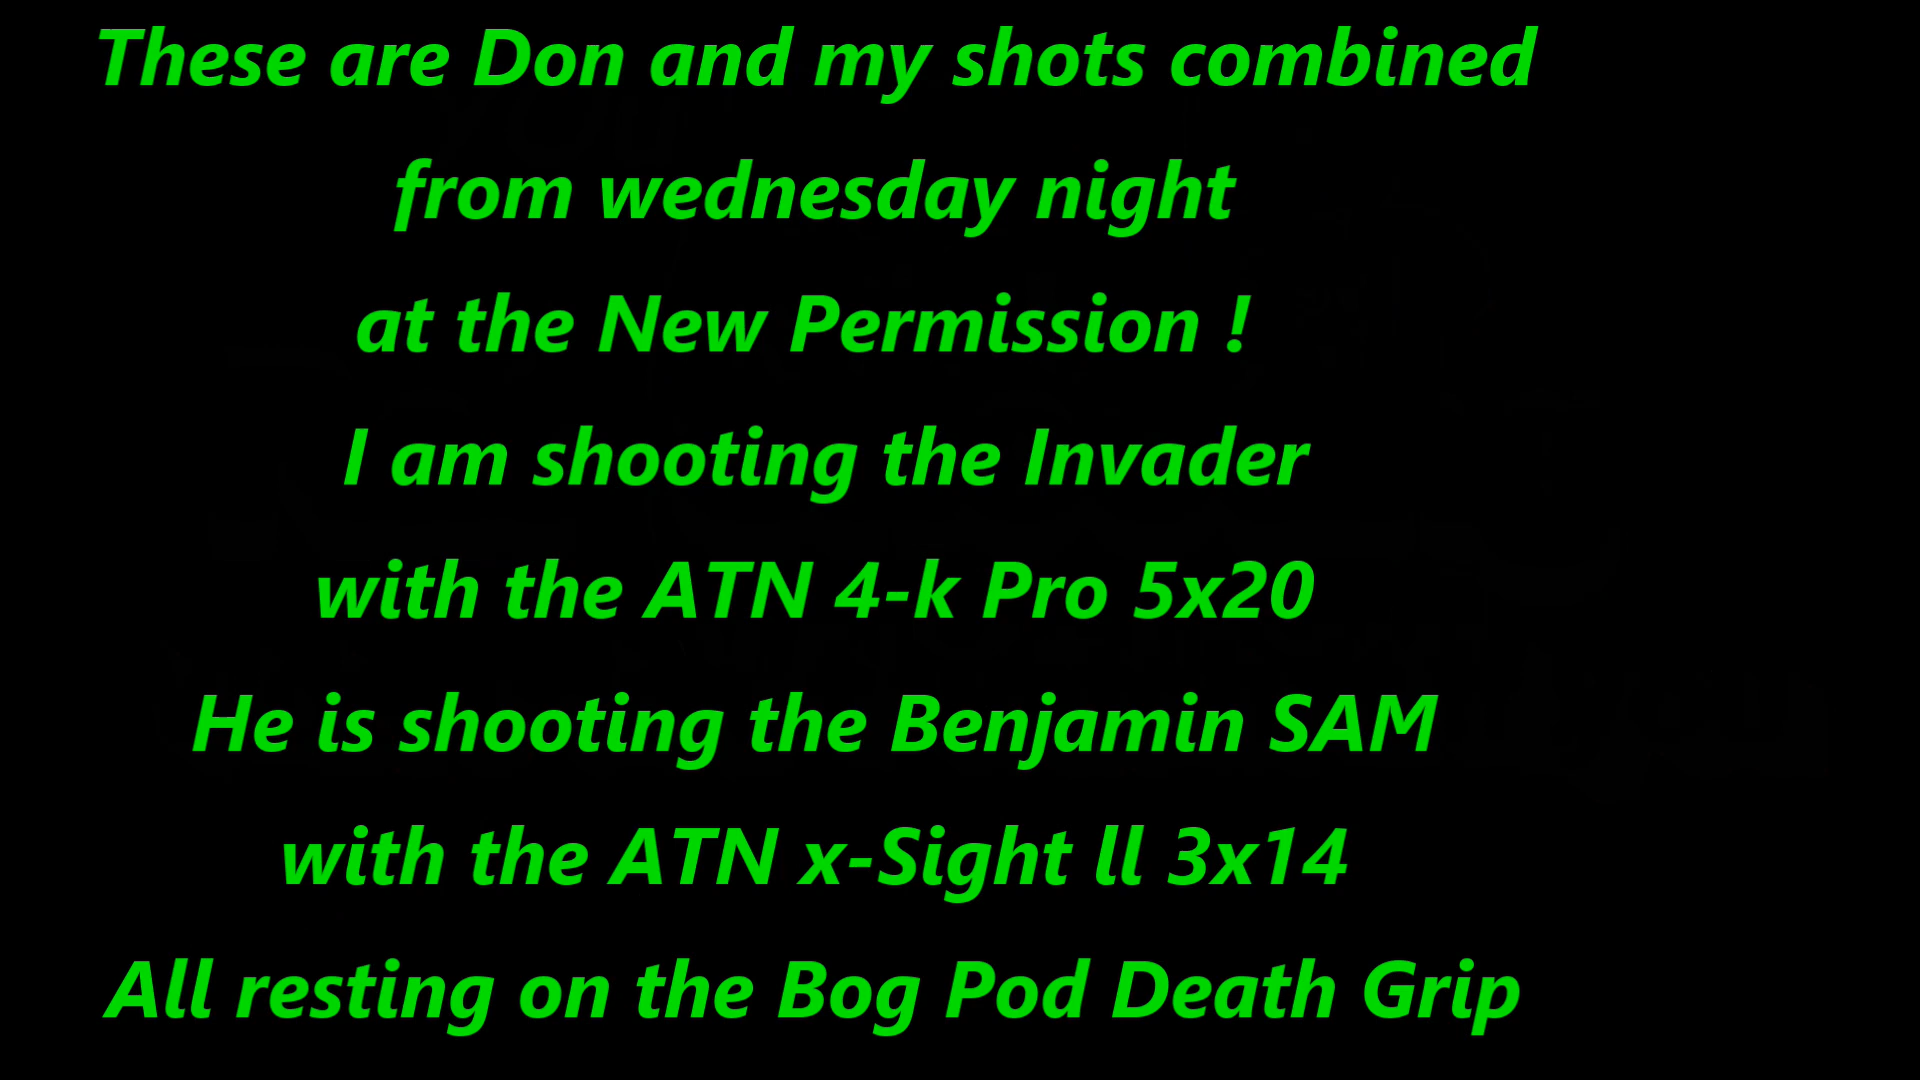 These are Don and my shots combined
from wednesday night
at the New Permission !
I am shooting the Invader
with the ATN 4-k Pro 5x20
He is shooting the Benjamin SAM
with the ATN x-Sight ll 3x14
All resting on the Bog Pod Death Grip